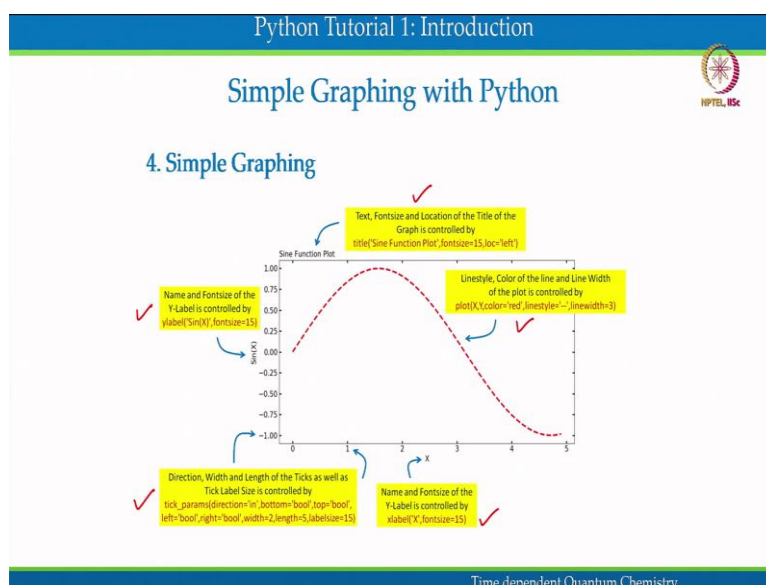 Python Tutorial 1: Introduction
Simple Graphing with Python
NPTEL, IISc
4. Simple Graphing
Text, Fontsize and Location of the Title of the
Graph is controlled by
title('Sine Function Plot',fontsize=15,loc='left')
Sine Function Plot
Linestyle, Color of the line and Line Width
of the plot is controlled by
plot(X,Y,color='red',linestyle='--',linewidth=3)
Name and Fontsize of the
Y-Label is controlled by
ylabel('Sin(X)',fontsize=15)
1.00
0.75
0.50
0.25
0.00
−0.25
−0.50
−0.75
−1.00
Sin(X)
0 1 2 3 4 5
X
Direction, Width and Length of the Ticks as well as
Tick Label Size is controlled by
tick_params(direction='in',bottom='bool',top='bool',
left='bool',right='bool',width=2,length=5,labelsize=15)
Name and Fontsize of the
Y-Label is controlled by
xlabel('X',fontsize=15)
Time dependent Quantum Chemistry